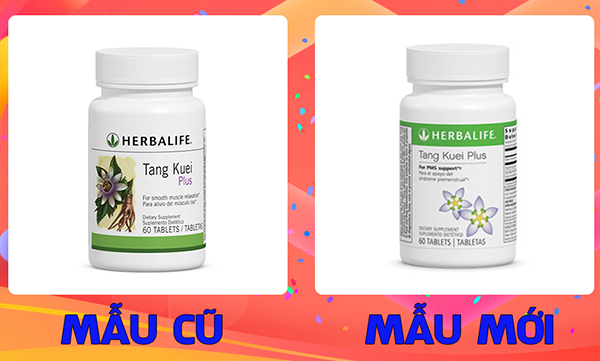 HERBALIFE.
Tang Kuei
Plus
For smooth muscle relaxation*
Para alivio del músculo liso*
Dietary Supplement
Suplemento Dietético
60 TABLETS / TABLETAS
HERBALIFE.
Tang Kuei Plus
For PMS support*‡
Para el apoyo del
síndrome premenstrual*‡
DIETARY SUPPLEMENT
SUPLEMENTO DIETÉTICO
60 TABLETS | TABLETAS
MẪU CŨ
MẪU MỚI